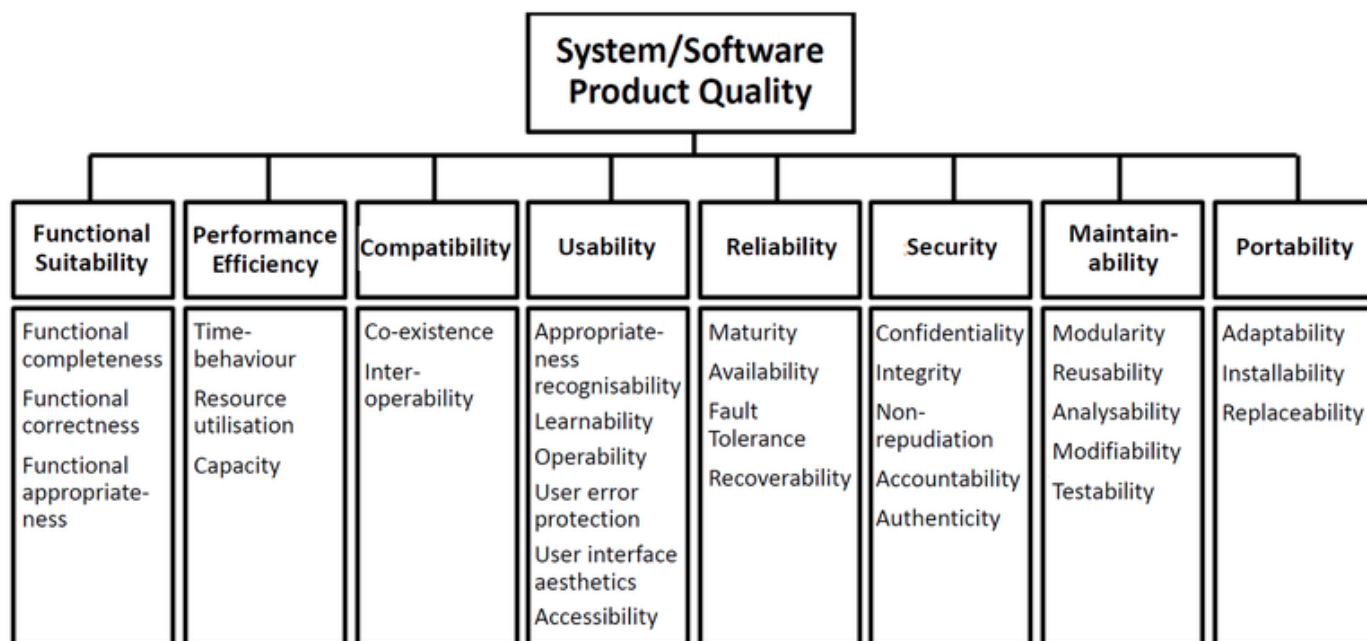 System/Software
Product Quality
Functional
Suitability
Performance
Efficiency
Compatibility
Usability
Reliability
Security
Maintain-
ability
Portability
Functional
completeness
Functional
correctness
Functional
appropriate-
ness
Time-
behaviour
Resource
utilisation
Capacity
Co-existence
Inter-
operability
Appropriate-
ness
recognisability
Learnability
Operability
User error
protection
User interface
aesthetics
Accessibility
Maturity
Availability
Fault
Tolerance
Recoverability
Confidentiality
Integrity
Non-
repudiation
Accountability
Authenticity
Modularity
Reusability
Analysability
Modifiability
Testability
Adaptability
Installability
Replaceability